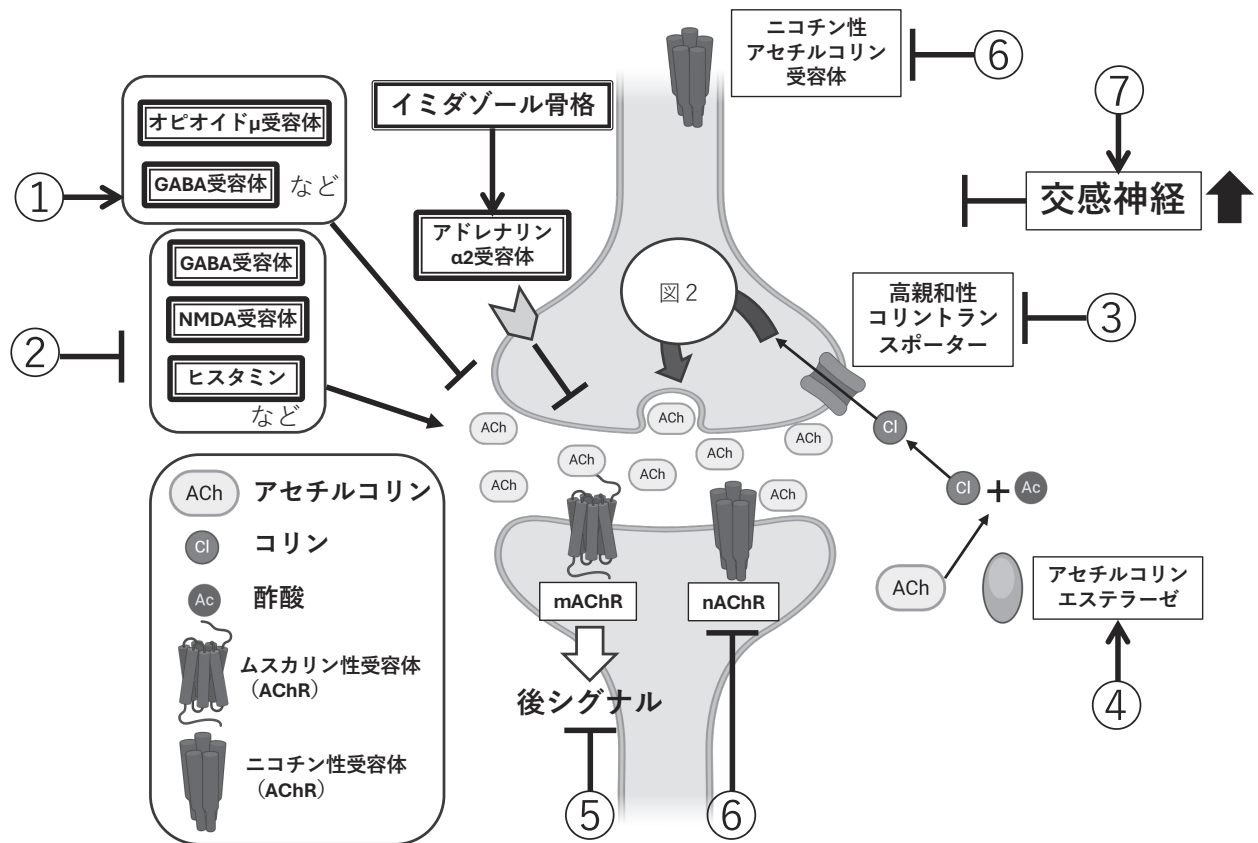 ①
オピオイドμ受容体
GABA受容体 など
②
GABA受容体
NMDA受容体
ヒスタミン
など
イミダゾール骨格
アドレナリン
α2受容体
ニコチン性
アセチルコリン
受容体
⑥
⑦
交感神経
図2
高親和性
コリントラン
スポーター
③
ACh
ACh
ACh
ACh
ACh
ACh
ACh
ACh
Cl
Cl + Ac
ACh
アセチルコリン
エステラーゼ
④
mAChR
nAChR
後シグナル
⑤
⑥
ACh アセチルコリン
Cl コリン
Ac 酢酸
ムスカリン性受容体
(AChR)
ニコチン性受容体
(AChR)